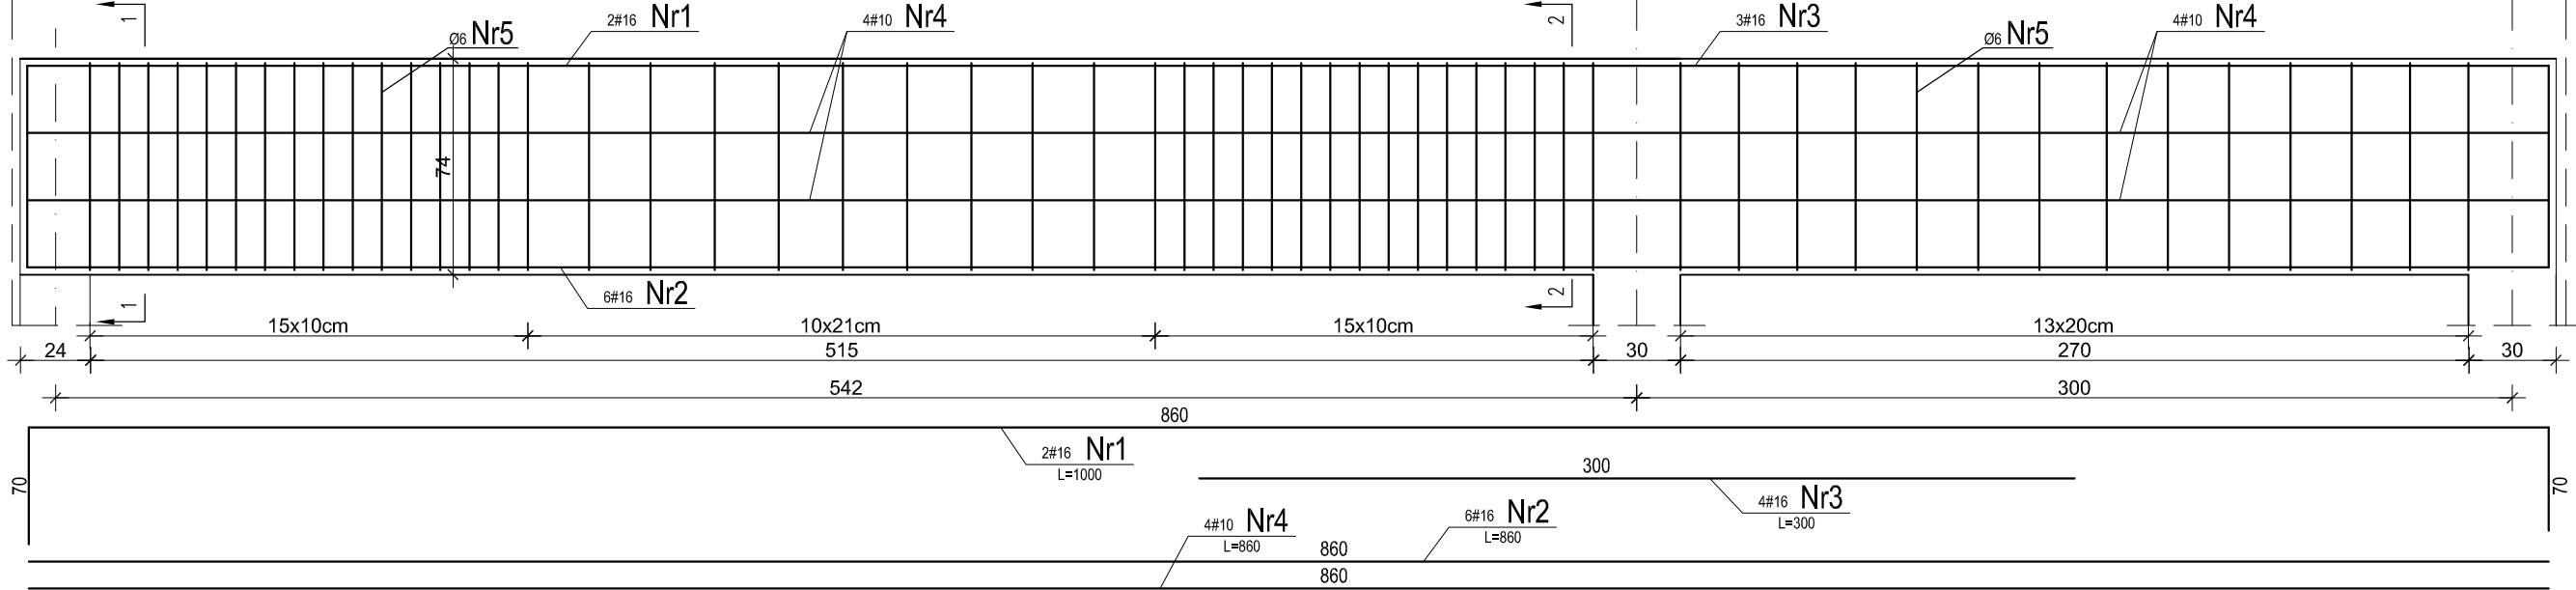 1
Ø6 Nr5
2#16 Nr1
4#10 Nr4
2
3#16 Nr3
Ø6 Nr5
4#10 Nr4
74
1
6#16 Nr2
2
15x10cm
10x21cm
15x10cm
13x20cm
24
515
30
270
30
542
300
860
2#16 Nr1
L=1000
70
300
70
4#16 Nr3
L=300
4#10 Nr4
L=860
6#16 Nr2
L=860
860
860